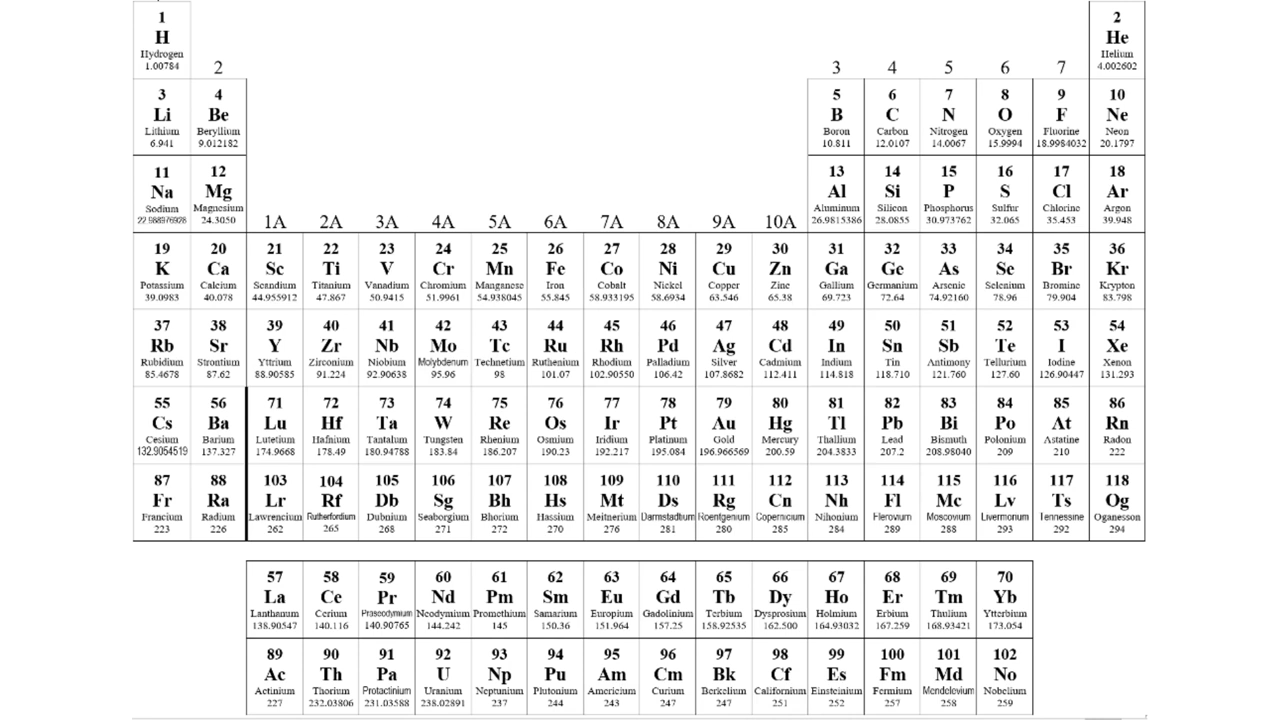 1 2
H He
Hydrogen Helium
1.00784 2 3 4 5 6 7 4.002602
3 4 5 6 7 8 9 10
Li Be B C N O F Ne
Lithium Beryllium Boron Carbon Nitrogen Oxygen Fluorine Neon
6.941 9.012182 10.811 12.0107 14.0067 15.9994 18.9984032 20.1797
11 12 13 14 15 16 17 18
Na Mg Al Si P S Cl Ar
Sodium Magnesium Aluminum Silicon Phosphorus Sulfur Chlorine Argon
22.988976928 24.3050 1A 2A 3A 4A 5A 6A 7A 8A 9A 10A 26.9815386 28.0855 30.973762 32.065 35.453 39.948
19 20 21 22 23 24 25 26 27 28 29 30 31 32 33 34 35 36
K Ca Sc Ti V Cr Mn Fe Co Ni Cu Zn Ga Ge As Se Br Kr
Potassium Calcium Scandium Titanium Vanadium Chromium Manganese Iron Cobalt Nickel Copper Zinc Gallium Germanium Arsenic Selenium Bromine Krypton
39.0983 40.078 44.955912 47.867 50.9415 51.9961 54.938045 55.845 58.933195 58.6934 63.546 65.38 69.723 72.64 74.92160 78.96 79.904 83.798
37 38 39 40 41 42 43 44 45 46 47 48 49 50 51 52 53 54
Rb Sr Y Zr Nb Mo Tc Ru Rh Pd Ag Cd In Sn Sb Te I Xe
Rubidium Strontium Yttrium Zirconium Niobium Molybdenum Technetium Ruthenium Rhodium Palladium Silver Cadmium Indium Tin Antimony Tellurium Iodine Xenon
85.4678 87.62 88.90585 91.224 92.90638 95.96 98 101.07 102.90550 106.42 107.8682 112.411 114.818 118.710 121.760 127.60 126.90447 131.293
55 56 71 72 73 74 75 76 77 78 79 80 81 82 83 84 85 86
Cs Ba Lu Hf Ta W Re Os Ir Pt Au Hg Tl Pb Bi Po At Rn
Cesium Barium Lutetium Hafnium Tantalum Tungsten Rhenium Osmium Iridium Platinum Gold Mercury Thallium Lead Bismuth Polonium Astatine Radon
132.9054519 137.327 174.9668 178.49 180.94788 183.84 186.207 190.23 192.217 195.084 196.966569 200.59 204.3833 207.2 208.98040 209 210 222
87 88 103 104 105 106 107 108 109 110 111 112 113 114 115 116 117 118
Fr Ra Lr Rf Db Sg Bh Hs Mt Ds Rg Cn Nh Fl Mc Lv Ts Og
Francium Radium Lawrencium Rutherfordium Dubnium Seaborgium Bhorium Hassium Meitnerium Darmstadtium Roentgenium Copernicium Nihonium Flerovium Moscovium Livermorium Tennessine Oganesson
223 226 262 265 268 271 272 270 276 281 280 285 284 289 288 293 292 294
57 58 59 60 61 62 63 64 65 66 67 68 69 70
La Ce Pr Nd Pm Sm Eu Gd Tb Dy Ho Er Tm Yb
Lanthanum Cerium Praseodymium Neodymium Promethium Samarium Europium Gadolinium Terbium Dysprosium Holmium Erbium Thulium Ytterbium
138.90547 140.116 140.90765 144.242 145 150.36 151.964 157.25 158.92535 162.500 164.93032 167.259 168.93421 173.054
89 90 91 92 93 94 95 96 97 98 99 100 101 102
Ac Th Pa U Np Pu Am Cm Bk Cf Es Fm Md No
Actinium Thorium Protactinium Uranium Neptunium Plutonium Americium Curium Berkelium Californium Einsteinium Fermium Mendelevium Nobelium
227 232.03806 231.03588 238.02891 237 244 243 247 247 251 252 257 258 259